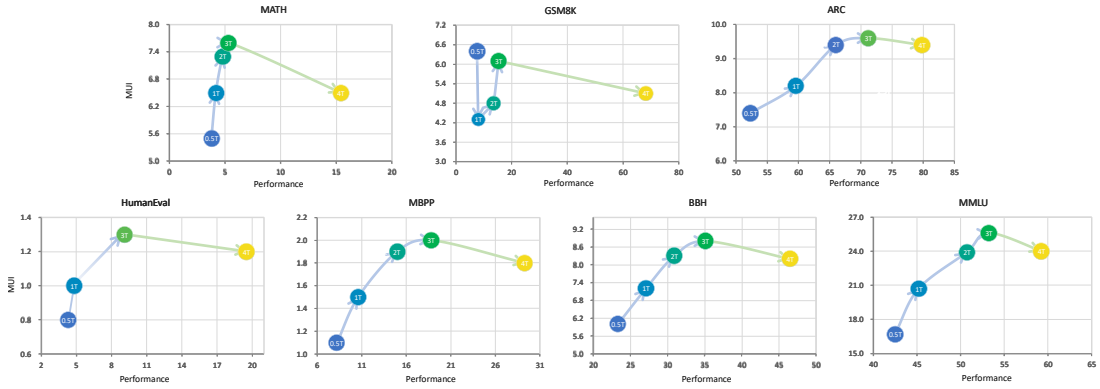 MATH
8.0
7.4
6.8
6.2
5.6
5.0
MUI
0.5T
1T
2T
3T
4T
0
5
10
15
20
Performance
GSM8K
7.2
6.6
6.0
5.4
4.8
4.2
3.6
3.0
0.5T
1T
2T
3T
4T
0
20
40
60
80
Performance
ARC
10.0
9.0
8.0
7.0
6.0
0.5T
1T
2T
3T
4T
50
55
60
65
70
75
80
85
Performance
HumanEval
1.4
1.2
1.0
0.8
0.6
MUI
0.5T
1T
3T
4T
2
5
8
11
14
17
20
Performance
MBPP
2.2
2.0
1.8
1.6
1.4
1.2
1.0
0.5T
1T
2T
3T
4T
6
11
16
21
26
31
Performance
BBH
9.2
8.6
8.0
7.4
6.8
6.2
5.6
5.0
0.5T
1T
2T
3T
4T
20
25
30
35
40
45
50
Performance
MMLU
27.0
24.0
21.0
18.0
15.0
0.5T
1T
2T
3T
4T
40
45
50
55
60
65
Performance